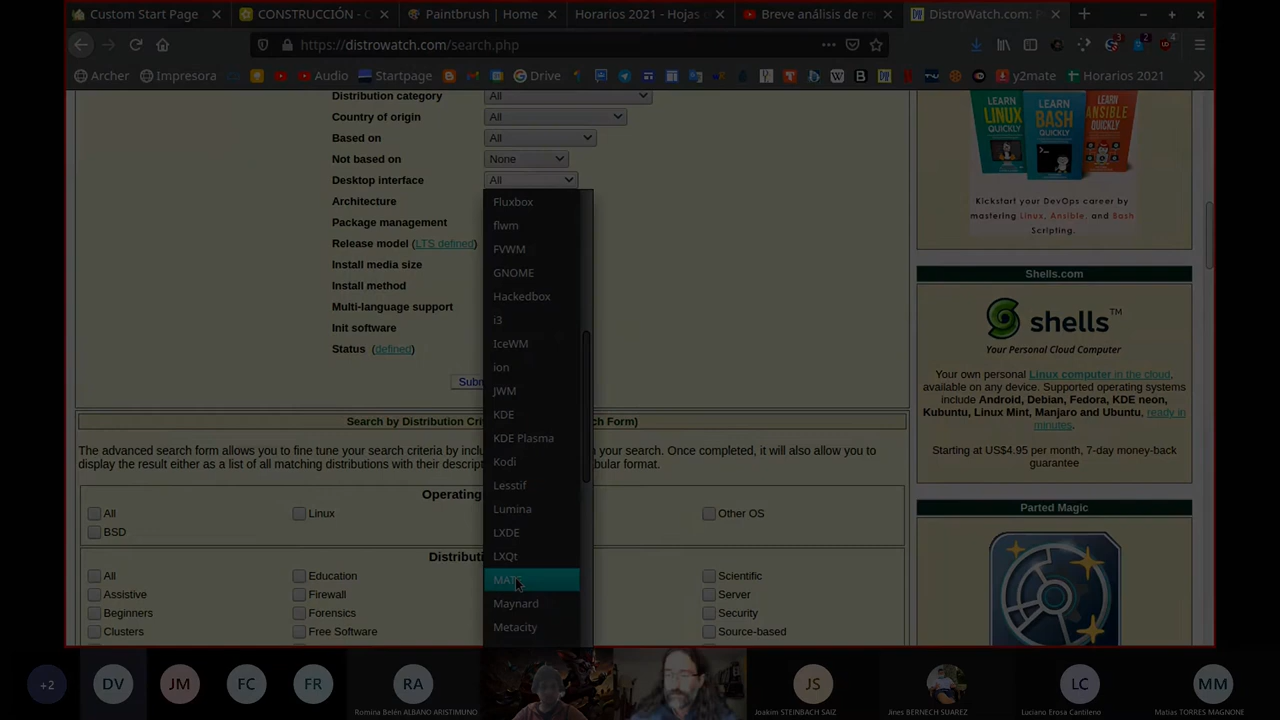 Custom Start Page
CONSTRUCCIÓN - C
Paintbrush | Home
Horarios 2021 - Hojas
Breve análisis de re
DistroWatch.com: P
https://distrowatch.com/search.php
Archer
Impresora
Audio
Startpage
Drive
y2mate
Horarios 2021
Distribution category
All
Country of origin
All
Based on
All
Not based on
None
Desktop interface
All
Architecture
Package management
Release model (LTS defined)
Install media size
Install method
Multi-language support
Init software
Status (defined)
Subm
Fluxbox
flwm
FVWM
GNOME
Hackedbox
i3
IceWM
ion
JWM
KDE
KDE Plasma
Kodi
Lesstif
Lumina
LXDE
LXQt
MATE
Maynard
Metacity
Search by Distribution Crit
ch Form)
The advanced search form allows you to fine tune your search criteria by inclu
n your search. Once completed, it will also allow you to
display the result either as a list of all matching distributions with their descript
bular format.
Operating
All
Linux
Other OS
BSD
Distributi
All
Education
Scientific
Assistive
Firewall
Server
Beginners
Forensics
Security
Clusters
Free Software
Source-based
LEARN LINUX QUICKLY
LEARN BASH QUICKLY
LEARN ANSIBLE QUICKLY
Kickstart your DevOps career by
mastering Linux, Ansible, and Bash
Scripting.
Shells.com
shells™
Your Personal Cloud Computer
Your own personal Linux computer in the cloud,
available on any device. Supported operating systems
include Android, Debian, Fedora, KDE neon,
Kubuntu, Linux Mint, Manjaro and Ubuntu, ready in
minutes.
Starting at US$4.95 per month, 7-day money-back
guarantee
Parted Magic
+2
DV
JM
FC
FR
RA
JS
LC
MM
Romina Belén ALBANO ARISTIMUNO
Joakim STEINBACH SAIZ
Jines BERNECH SUAREZ
Luciano Erosa Cantileno
Matias TORRES MAGNONE